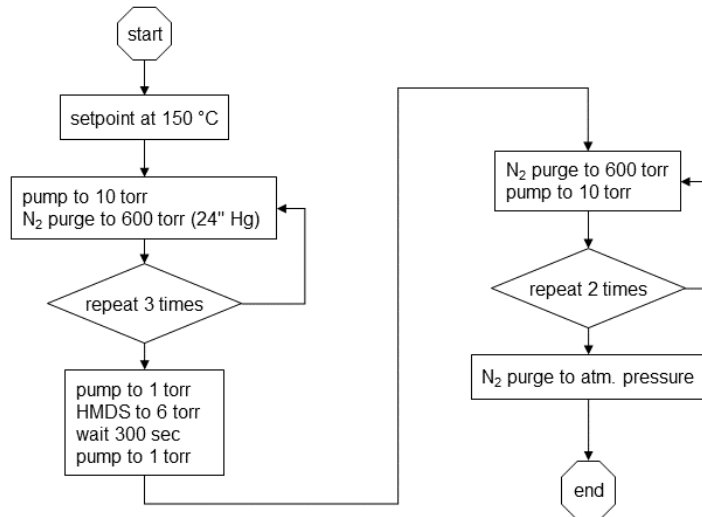 start
setpoint at 150 °C
pump to 10 torr
N₂ purge to 600 torr (24" Hg)
repeat 3 times
pump to 1 torr
HMDS to 6 torr
wait 300 sec
pump to 1 torr
N₂ purge to 600 torr
pump to 10 torr
repeat 2 times
N₂ purge to atm. pressure
end